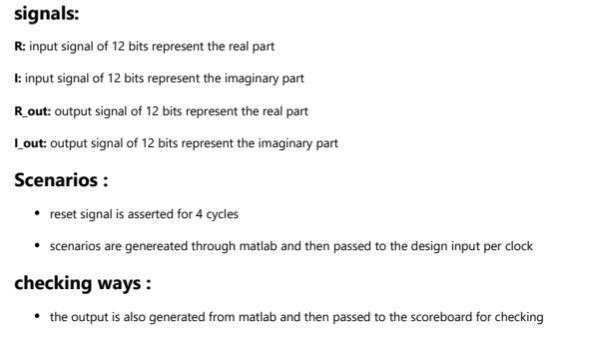 signals:
R: input signal of 12 bits represent the real part
I: input signal of 12 bits represent the imaginary part
R_out: output signal of 12 bits represent the real part
I_out: output signal of 12 bits represent the imaginary part
Scenarios :
• reset signal is asserted for 4 cycles
• scenarios are genereated through matlab and then passed to the design input per clock
checking ways :
• the output is also generated from matlab and then passed to the scoreboard for checking